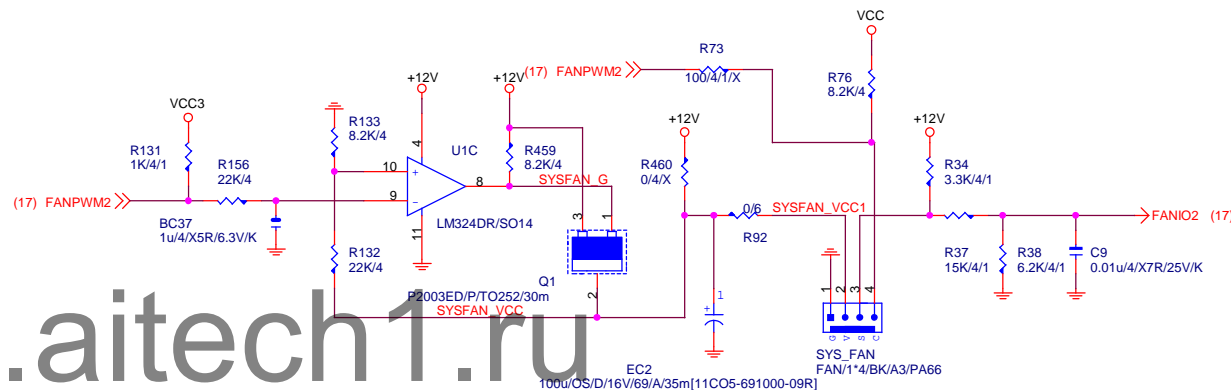 VCC
R73
(17) FANPWM2
100/4/1/X
R76
8.2K/4
+12V
+12V
VCC3
R133
8.2K/4
+12V
+12V
R131
1K/4/1
R156
22K/4
4
U1C
R459
8.2K/4
R460
0/4/X
R34
3.3K/4/1
10
+
8
SYSFAN_G
9
-
(17) FANPWM2
3
1
0/6
SYSFAN_VCC1
FANIO2 (17)
BC37
1u/4/X5R/6.3V/K
11
LM324DR/SO14
R92
R132
22K/4
R37
15K/4/1
R38
6.2K/4/1
C9
0.01u/4/X7R/25V/K
Q1
P2003ED/P/TO252/30m
2
SYSFAN_VCC
+
1
1
2
3
4
G
V
S
C
.aitech1.ru
SYS_FAN
FAN/1*4/BK/A3/PA66
EC2
100u/OS/D/16V/69/A/35m[11CO5-691000-09R]